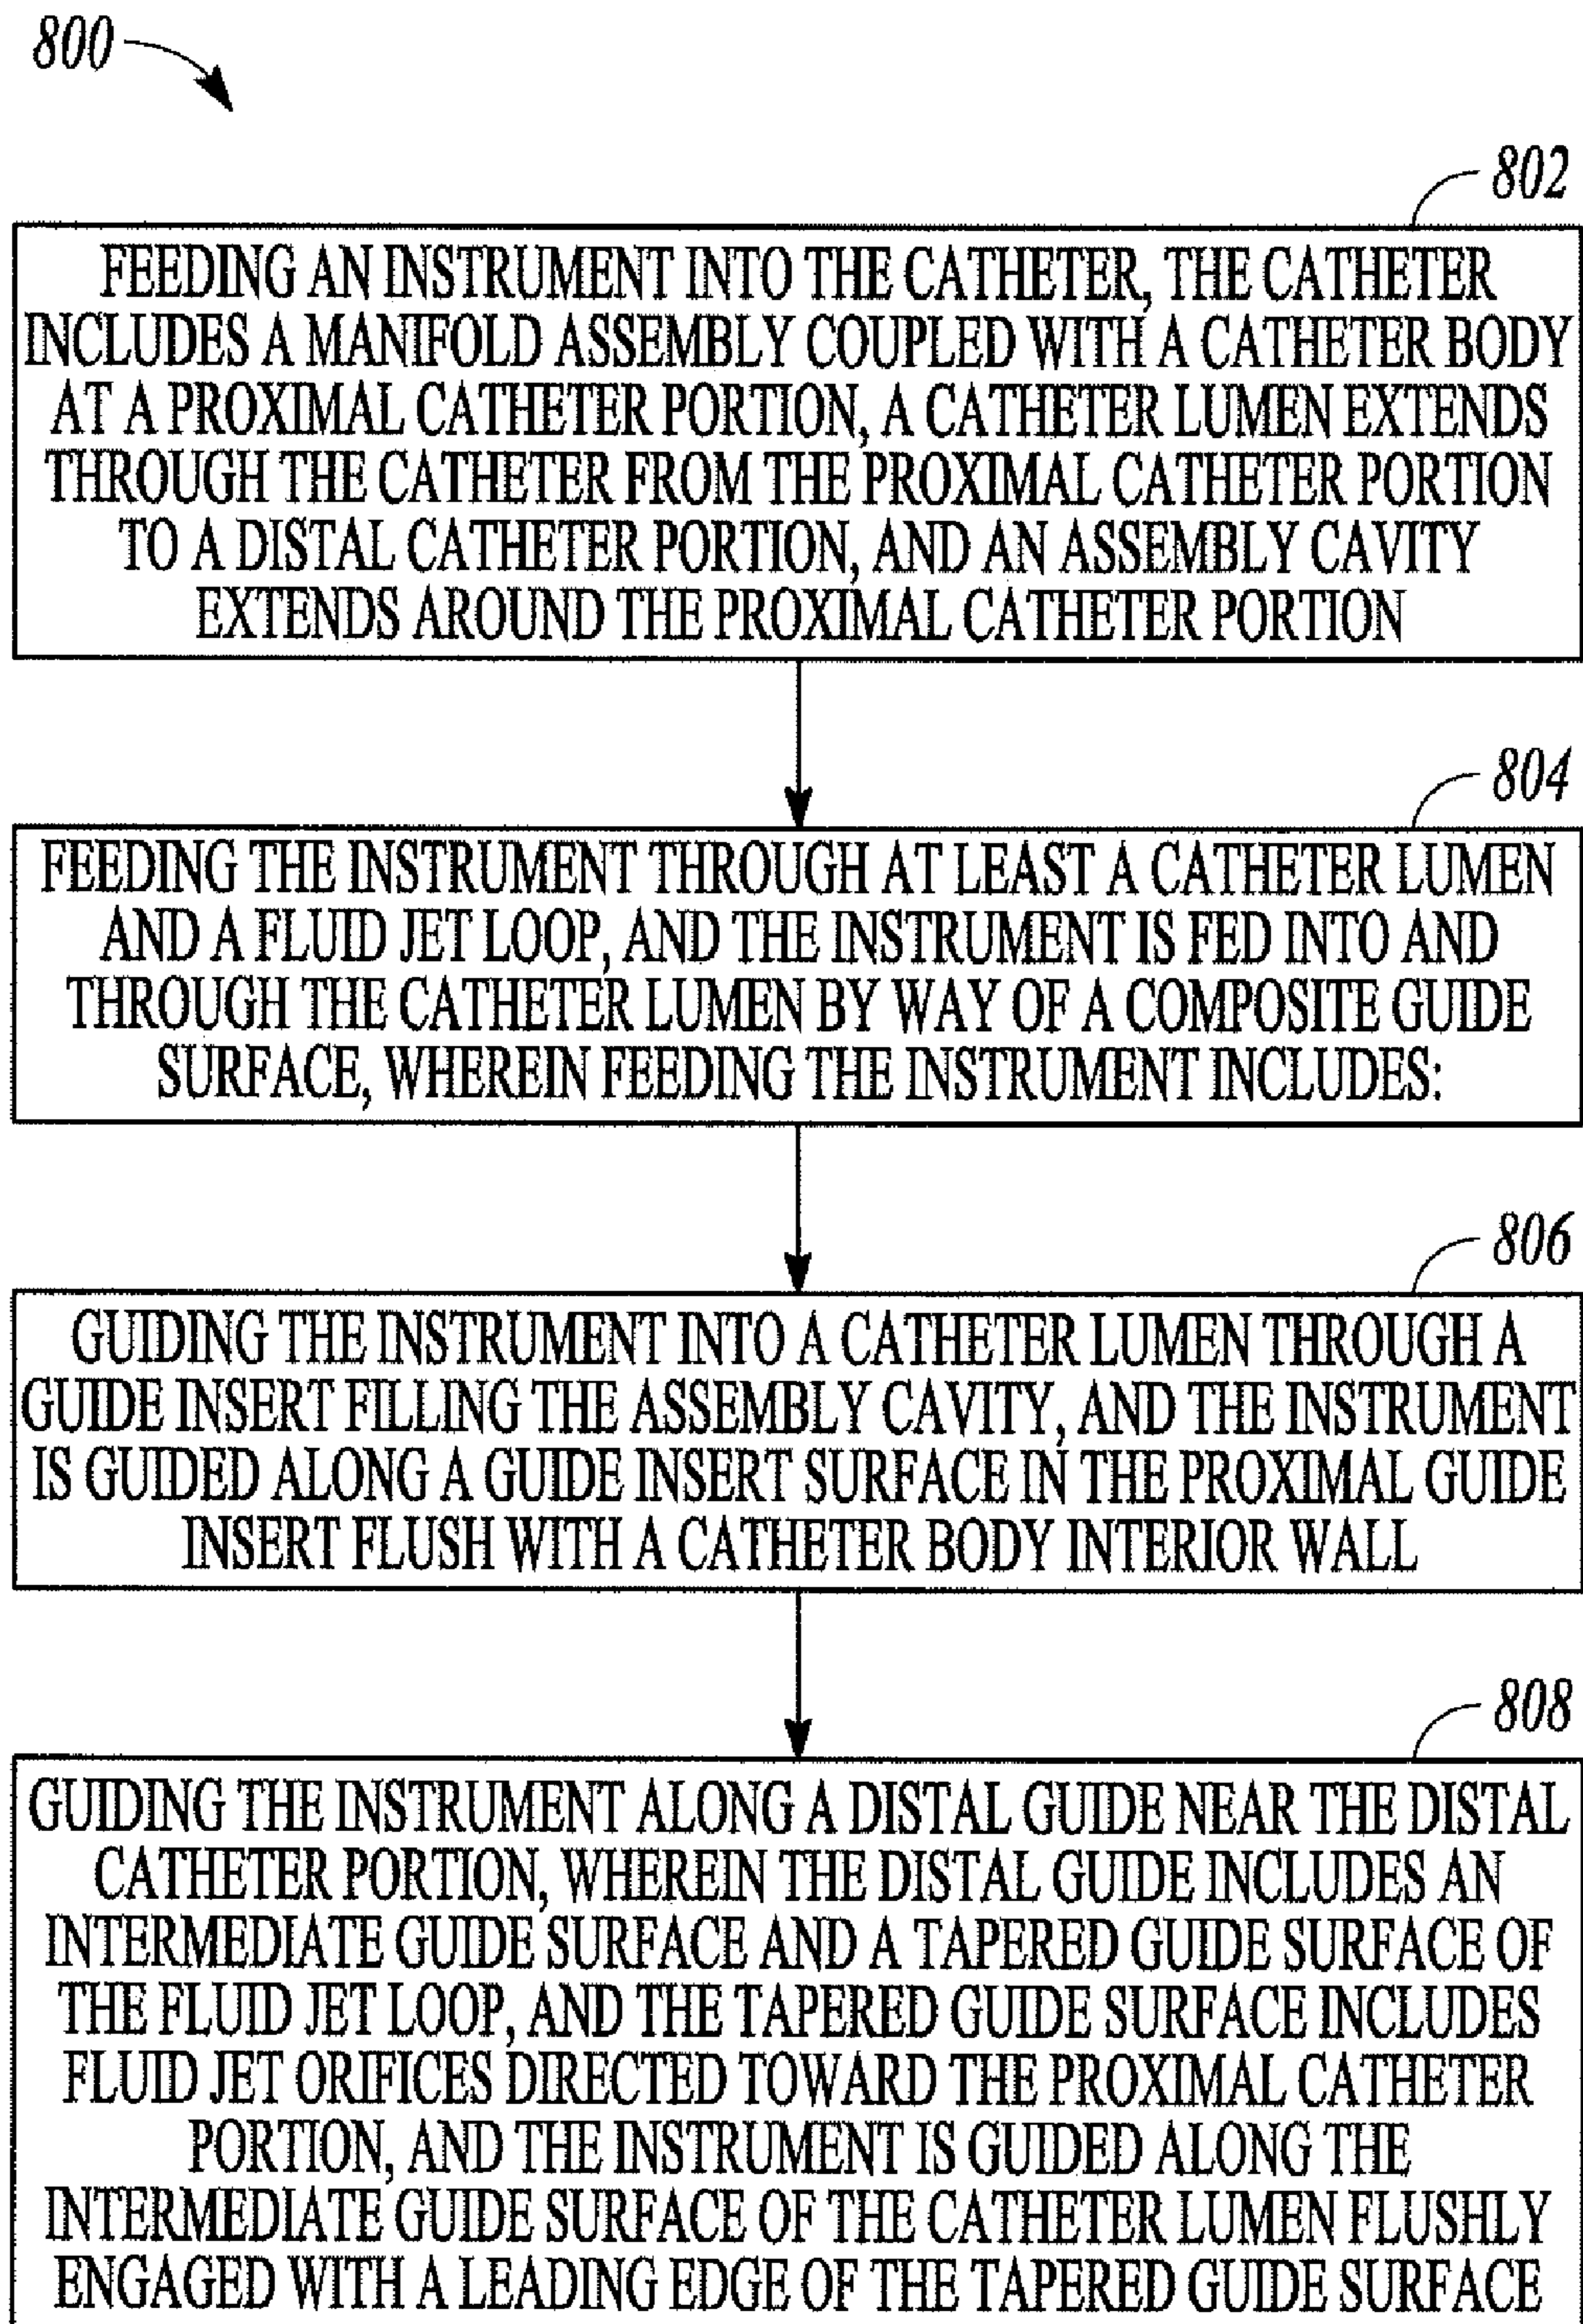 800
802
FEEDING AN INSTRUMENT INTO THE CATHETER, THE CATHETER
INCLUDES A MANIFOLD ASSEMBLY COUPLED WITH A CATHETER BODY
AT A PROXIMAL CATHETER PORTION, A CATHETER LUMEN EXTENDS
THROUGH THE CATHETER FROM THE PROXIMAL CATHETER PORTION
TO A DISTAL CATHETER PORTION, AND AN ASSEMBLY CAVITY
EXTENDS AROUND THE PROXIMAL CATHETER PORTION
804
FEEDING THE INSTRUMENT THROUGH AT LEAST A CATHETER LUMEN
AND A FLUID JET LOOP, AND THE INSTRUMENT IS FED INTO AND
THROUGH THE CATHETER LUMEN BY WAY OF A COMPOSITE GUIDE
SURFACE, WHEREIN FEEDING THE INSTRUMENT INCLUDES:
806
GUIDING THE INSTRUMENT INTO A CATHETER LUMEN THROUGH A
GUIDE INSERT FILLING THE ASSEMBLY CAVITY, AND THE INSTRUMENT
IS GUIDED ALONG A GUIDE INSERT SURFACE IN THE PROXIMAL GUIDE
INSERT FLUSH WITH A CATHETER BODY INTERIOR WALL
808
GUIDING THE INSTRUMENT ALONG A DISTAL GUIDE NEAR THE DISTAL
CATHETER PORTION, WHEREIN THE DISTAL GUIDE INCLUDES AN
INTERMEDIATE GUIDE SURFACE AND A TAPERED GUIDE SURFACE OF
THE FLUID JET LOOP, AND THE TAPERED GUIDE SURFACE INCLUDES
FLUID JET ORIFICES DIRECTED TOWARD THE PROXIMAL CATHETER
PORTION, AND THE INSTRUMENT IS GUIDED ALONG THE
INTERMEDIATE GUIDE SURFACE OF THE CATHETER LUMEN FLUSHLY
ENGAGED WITH A LEADING EDGE OF THE TAPERED GUIDE SURFACE